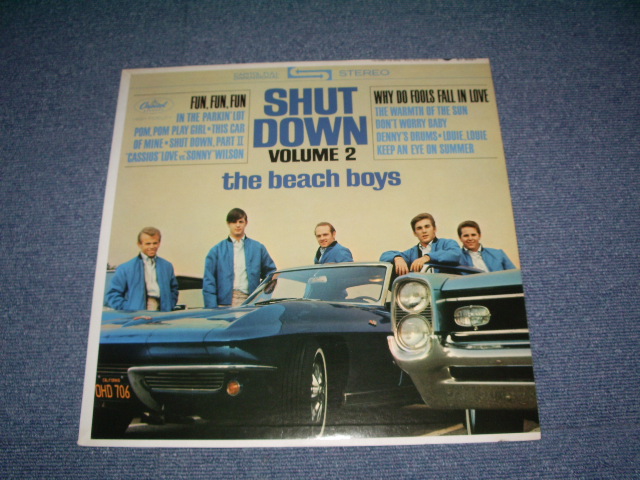 STEREO
Capitol
FUN, FUN, FUN
IN THE PARKIN' LOT
POM, POM PLAY GIRL • THIS CAR
OF MINE • SHUT DOWN, PART II
"CASSIUS" LOVE vs. "SONNY" WILSON
SHUT
DOWN
VOLUME 2
WHY DO FOOLS FALL IN LOVE
THE WARMTH OF THE SUN
DON'T WORRY BABY
DENNY'S DRUMS • LOUIE, LOUIE
KEEP AN EYE ON SUMMER
the beach boys
OHD 706